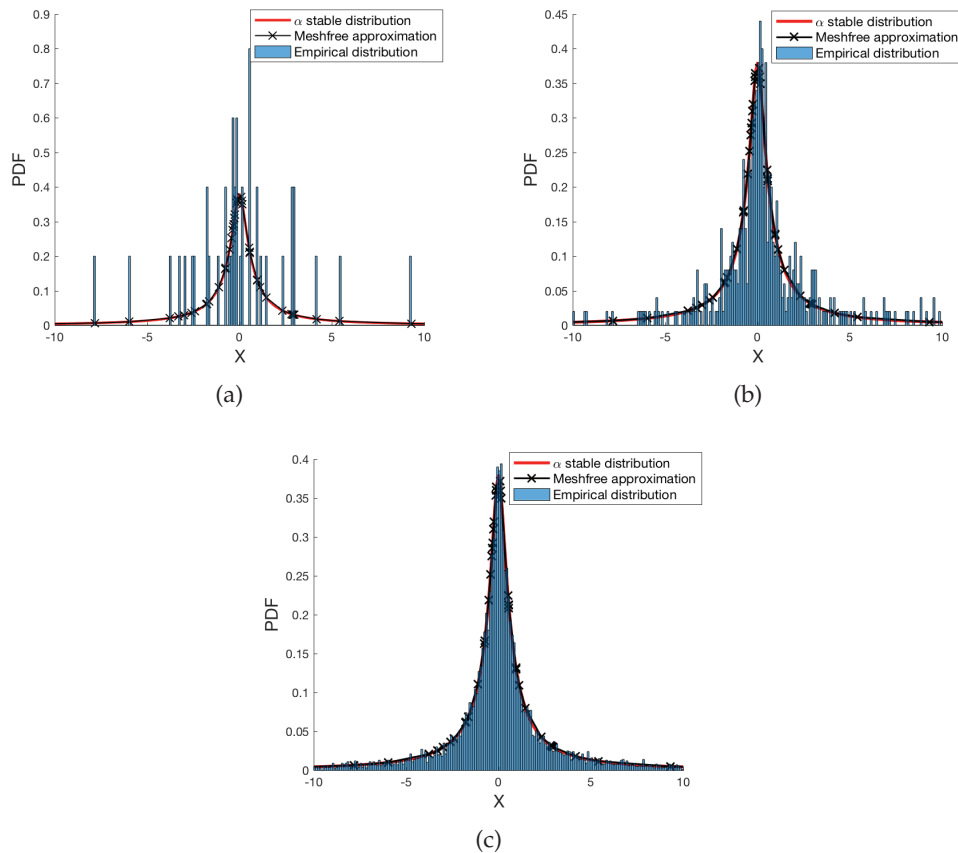 α stable distribution
Meshfree approximation
Empirical distribution
0.9
0.8
0.7
0.6
0.5
0.4
0.3
0.2
0.1
0
PDF
-10
-5
0
5
10
X
(a)
α stable distribution
Meshfree approximation
Empirical distribution
0.45
0.4
0.35
0.3
0.25
0.2
0.15
0.1
0.05
0
PDF
-10
-5
0
5
10
X
(b)
α stable distribution
Meshfree approximation
Empirical distribution
0.4
0.35
0.3
0.25
0.2
0.15
0.1
0.05
0
PDF
-10
-5
0
5
10
X
(c)